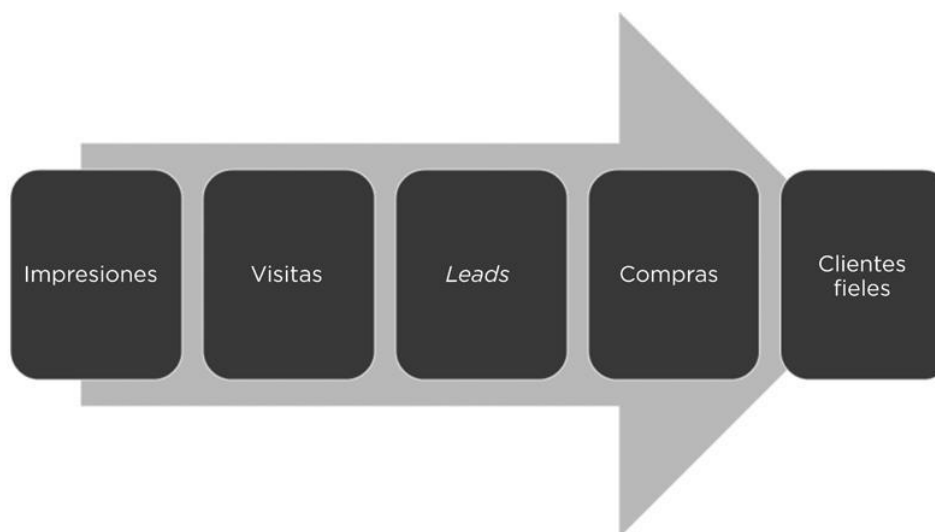 Impresiones
Visitas
Leads
Compras
Clientes
fieles